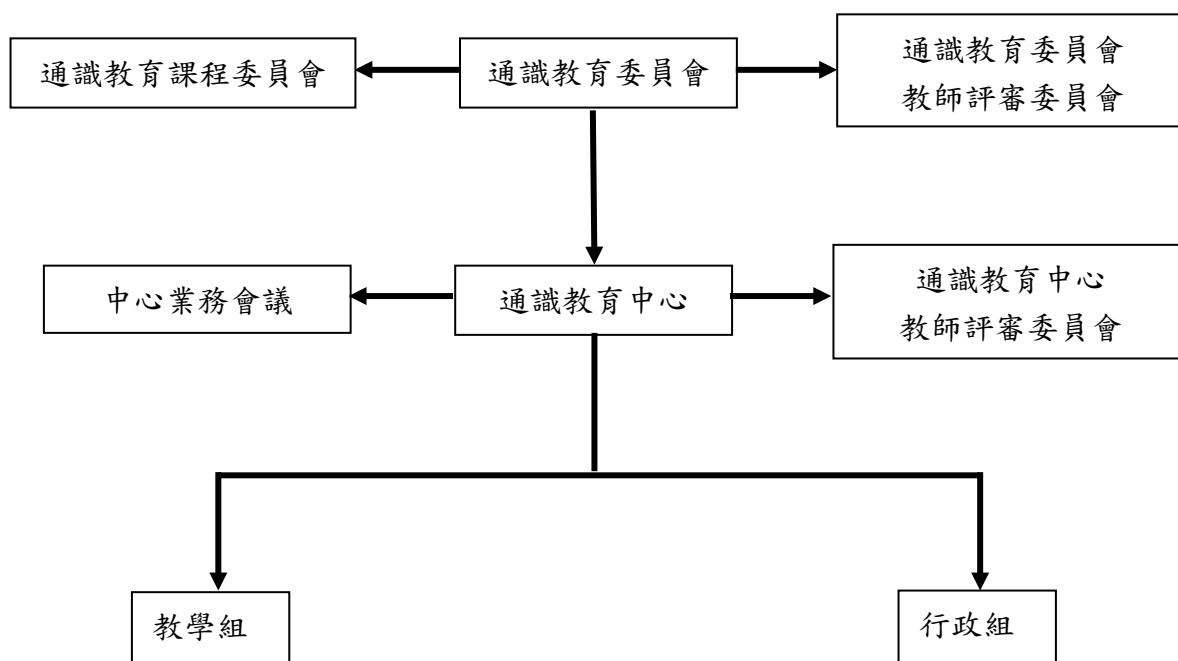 通識教育課程委員會
通識教育委員會
通識教育委員會
教師評審委員會
中心業務會議
通識教育中心
通識教育中心
教師評審委員會
教學組
行政組